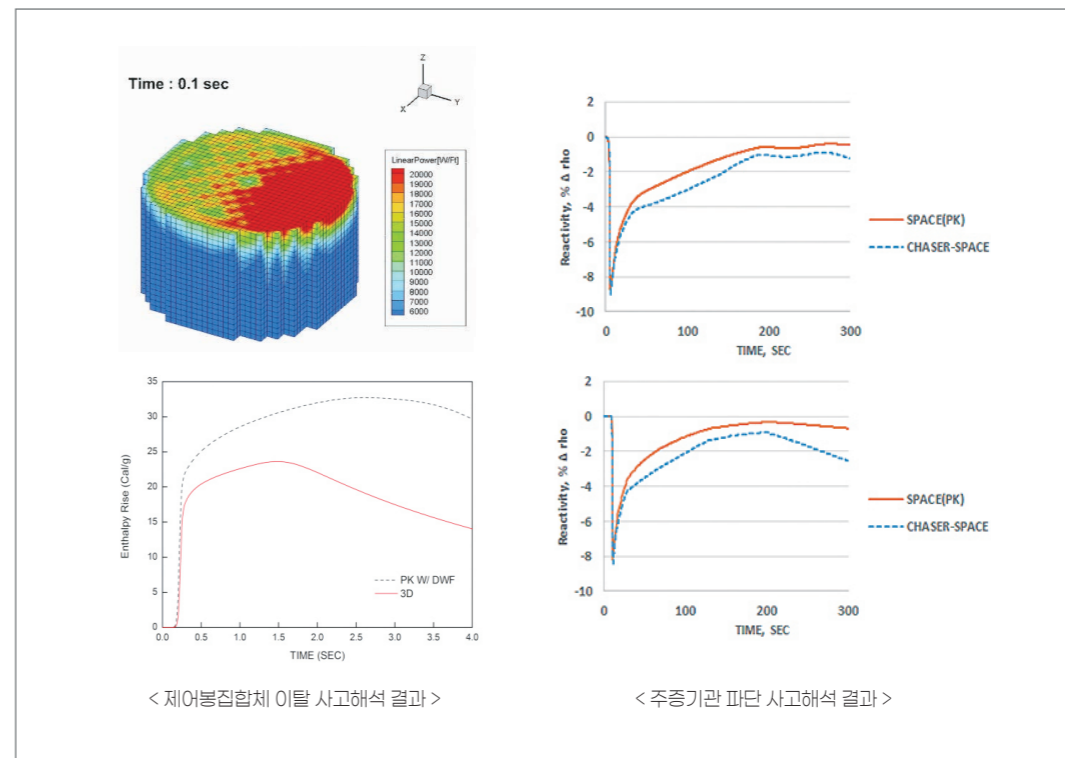 Time : 0.1 sec
Z
X
Y
LinearPower[W/Ft]
20000
19000
18000
17000
16000
15000
14000
13000
12000
11000
10000
9000
8000
7000
6000
35
30
25
20
15
10
5
0
Enthalpy Rise (Cal/g)
PK W/ DWF
3D
0.0 0.5 1.0 1.5 2.0 2.5 3.0 3.5 4.0
TIME (SEC)
< 제어봉집합체 이탈 사고해석 결과 >
2
0
-2
-4
-6
-8
-10
Reactivity, % Δ rho
SPACE(PK)
CHASER-SPACE
0 100 200 300
TIME, SEC
2
0
-2
-4
-6
-8
-10
Reactivity, % Δ rho
SPACE(PK)
CHASER-SPACE
0 100 200 300
TIME, SEC
< 주증기관 파단 사고해석 결과 >